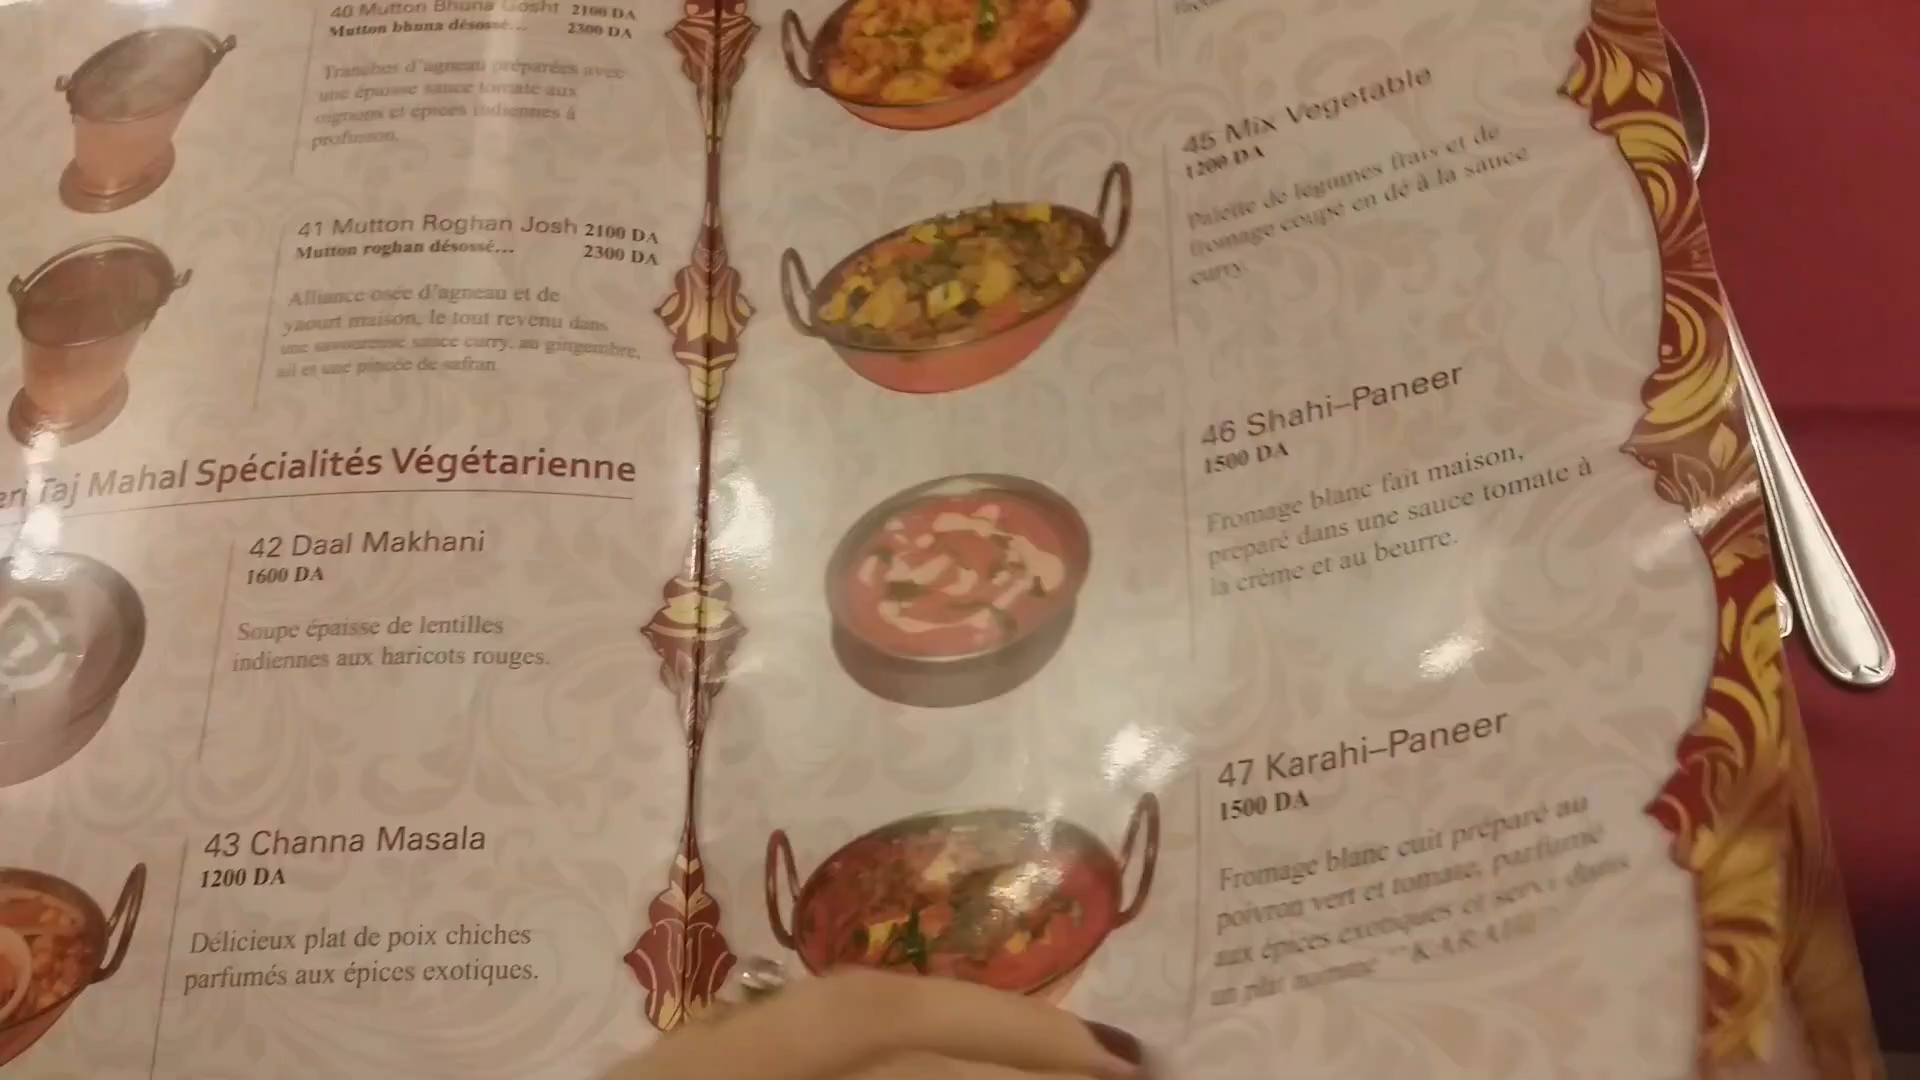 40 Mutton Bhuna Gosht 2100 DA
Mutton bhuna désossé... 2300 DA
Tranches d'agneau préparées avec
une épaisse sauce tomate aux
oignons et épices indiennes à
profusion.
41 Mutton Roghan Josh 2100 DA
Mutton roghan désossé... 2300 DA
Alliance osée d'agneau et de
yaourt maison, le tout revenu dans
une savoureuse sauce curry, au gingembre,
ail et une pincée de safran.
Taj Mahal Spécialités Végétarienne
42 Daal Makhani
1600 DA
Soupe épaisse de lentilles
indiennes aux haricots rouges.
43 Channa Masala
1200 DA
Délicieux plat de poix chiches
parfumés aux épices exotiques.
45 Mix Vegetable
1200 DA
Palette de légumes frais et de
fromage coupé en dé à la sauce
curry.
46 Shahi–Paneer
1500 DA
Fromage blanc fait maison,
preparé dans une sauce tomate à
la crème et au beurre.
47 Karahi–Paneer
1500 DA
Fromage blanc cuit préparé au
poivron vert et tomate, parfumé
aux épices exotiques et servi dans
un plat nommé "KARAHI"